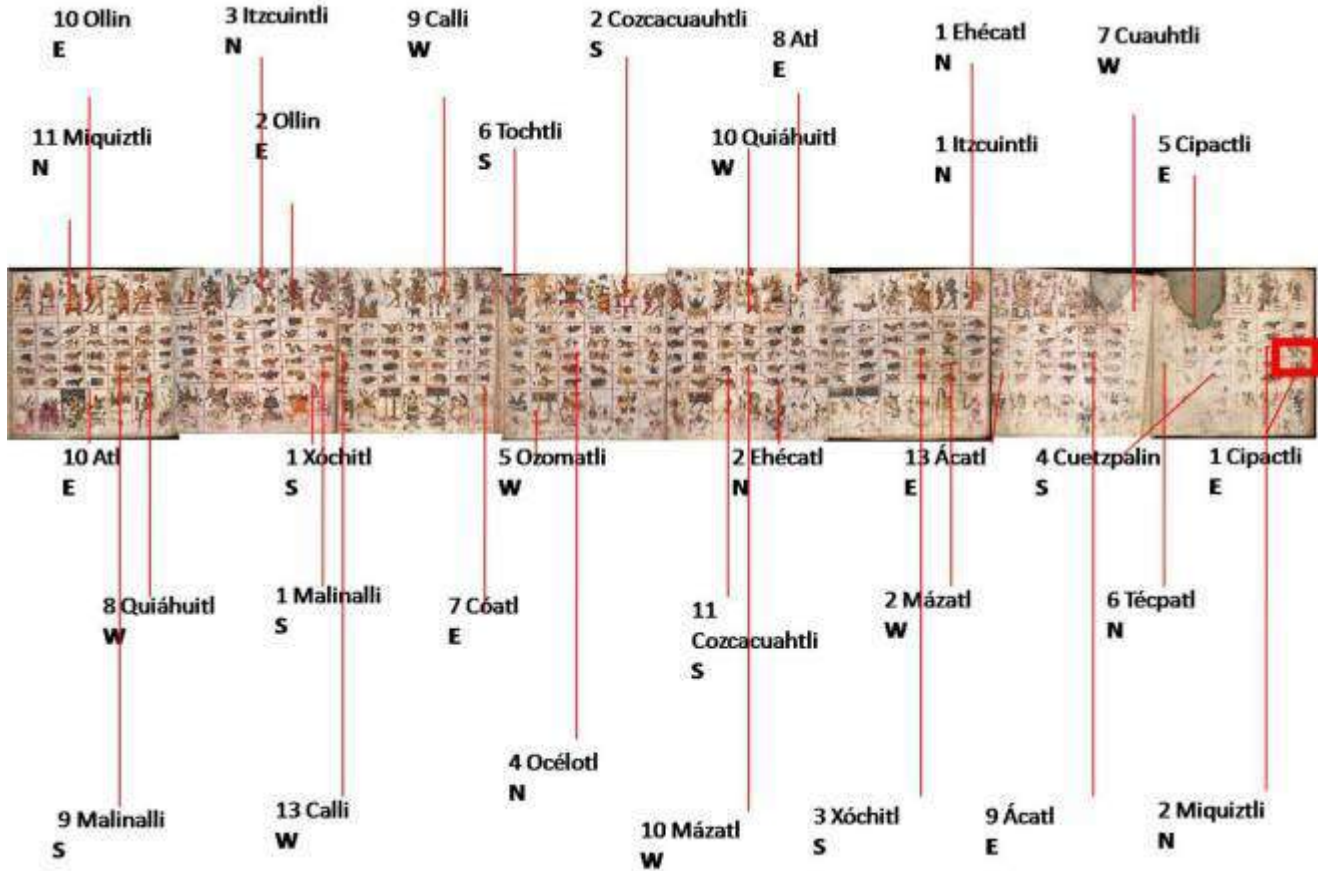 10 Ollin
E
3 Itzcuintli
N
9 Calli
W
2 Cozcacuauhtli
S
8 Atl
E
1 Ehécatl
N
7 Cuauhtli
W
11 Miquiztli
N
2 Ollin
E
6 Tochtli
S
10 Quiáhuitl
W
1 Itzcuintli
N
5 Cipactli
E
10 Atl
E
1 Xóchitl
S
5 Ozomatli
W
2 Ehécatl
N
13 Ácatl
E
4 Cuetzpalin
S
1 Cipactli
E
8 Quiáhuitl
W
1 Malinalli
S
7 Cóatl
E
11
Cozcacuahtli
S
2 Mázatl
W
6 Técpatl
N
9 Malinalli
S
13 Calli
W
4 Océlotl
N
10 Mázatl
W
3 Xóchitl
S
9 Ácatl
E
2 Miquiztli
N